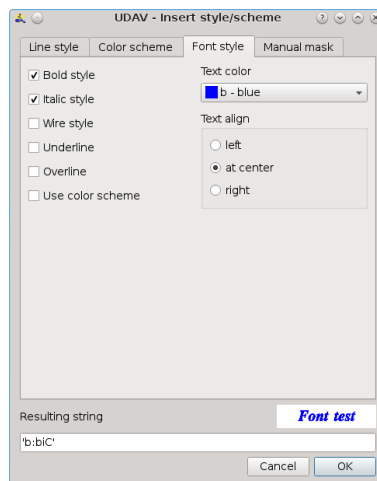 UDAV - Insert style/scheme
Line style Color scheme Font style Manual mask
Bold style
Italic style
Wire style
Underline
Overline
Use color scheme
Text color
b - blue
Text align
left
at center
right
Resulting string
Font test
'b:biC'
Cancel OK